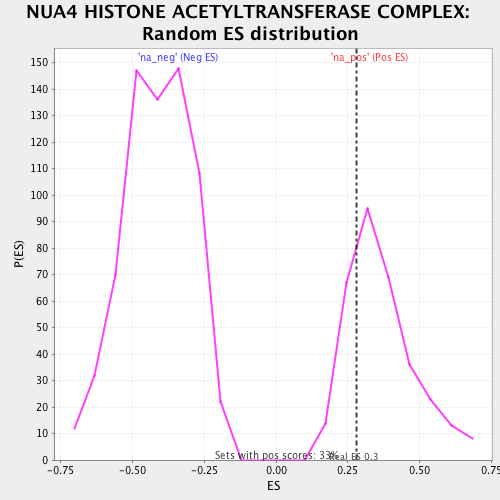 NUA4 HISTONE ACETYLTRANSFERASE COMPLEX:
Random ES distribution
'na_neg' (Neg ES)
'na_pos' (Pos ES)
150
140
130
120
110
100
90
80
70
60
50
40
30
20
10
0
P(ES)
Sets with pos scores: 33%
Real ES 0.3
-0.75
-0.50
-0.25
0.00
0.25
0.50
0.75
ES